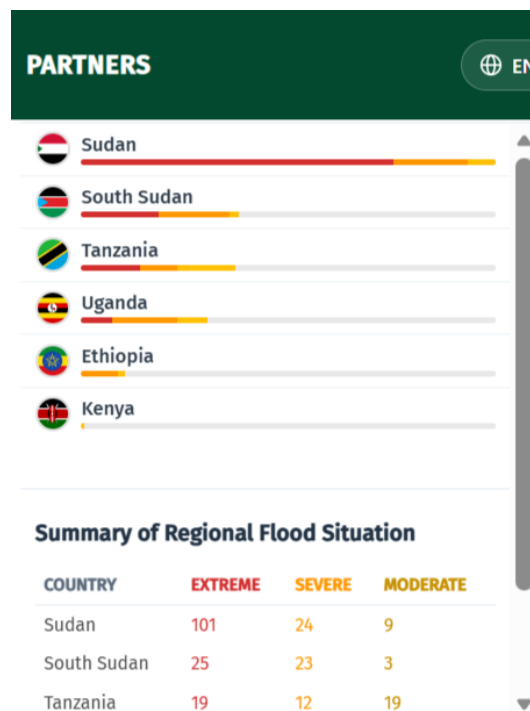 PARTNERS
EN
Sudan
South Sudan
Tanzania
Uganda
Ethiopia
Kenya
Summary of Regional Flood Situation
COUNTRY EXTREME SEVERE MODERATE
Sudan 101 24 9
South Sudan 25 23 3
Tanzania 19 12 19